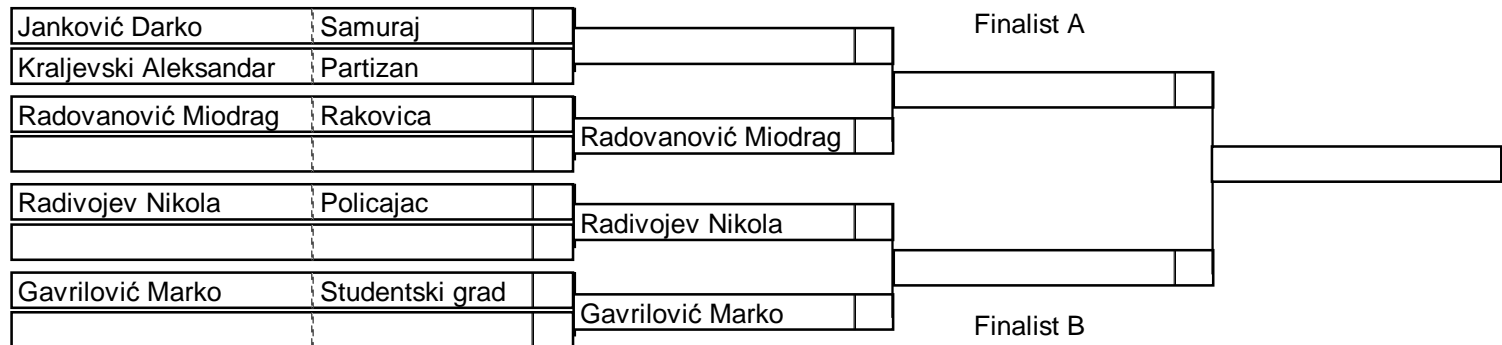 Janković Darko Samuraj
Kraljevski Aleksandar Partizan
Radovanović Miodrag Rakovica
Radivojev Nikola Policajac
Gavrilović Marko Studentski grad
Radovanović Miodrag
Radivojev Nikola
Gavrilović Marko
Finalist A
Finalist B